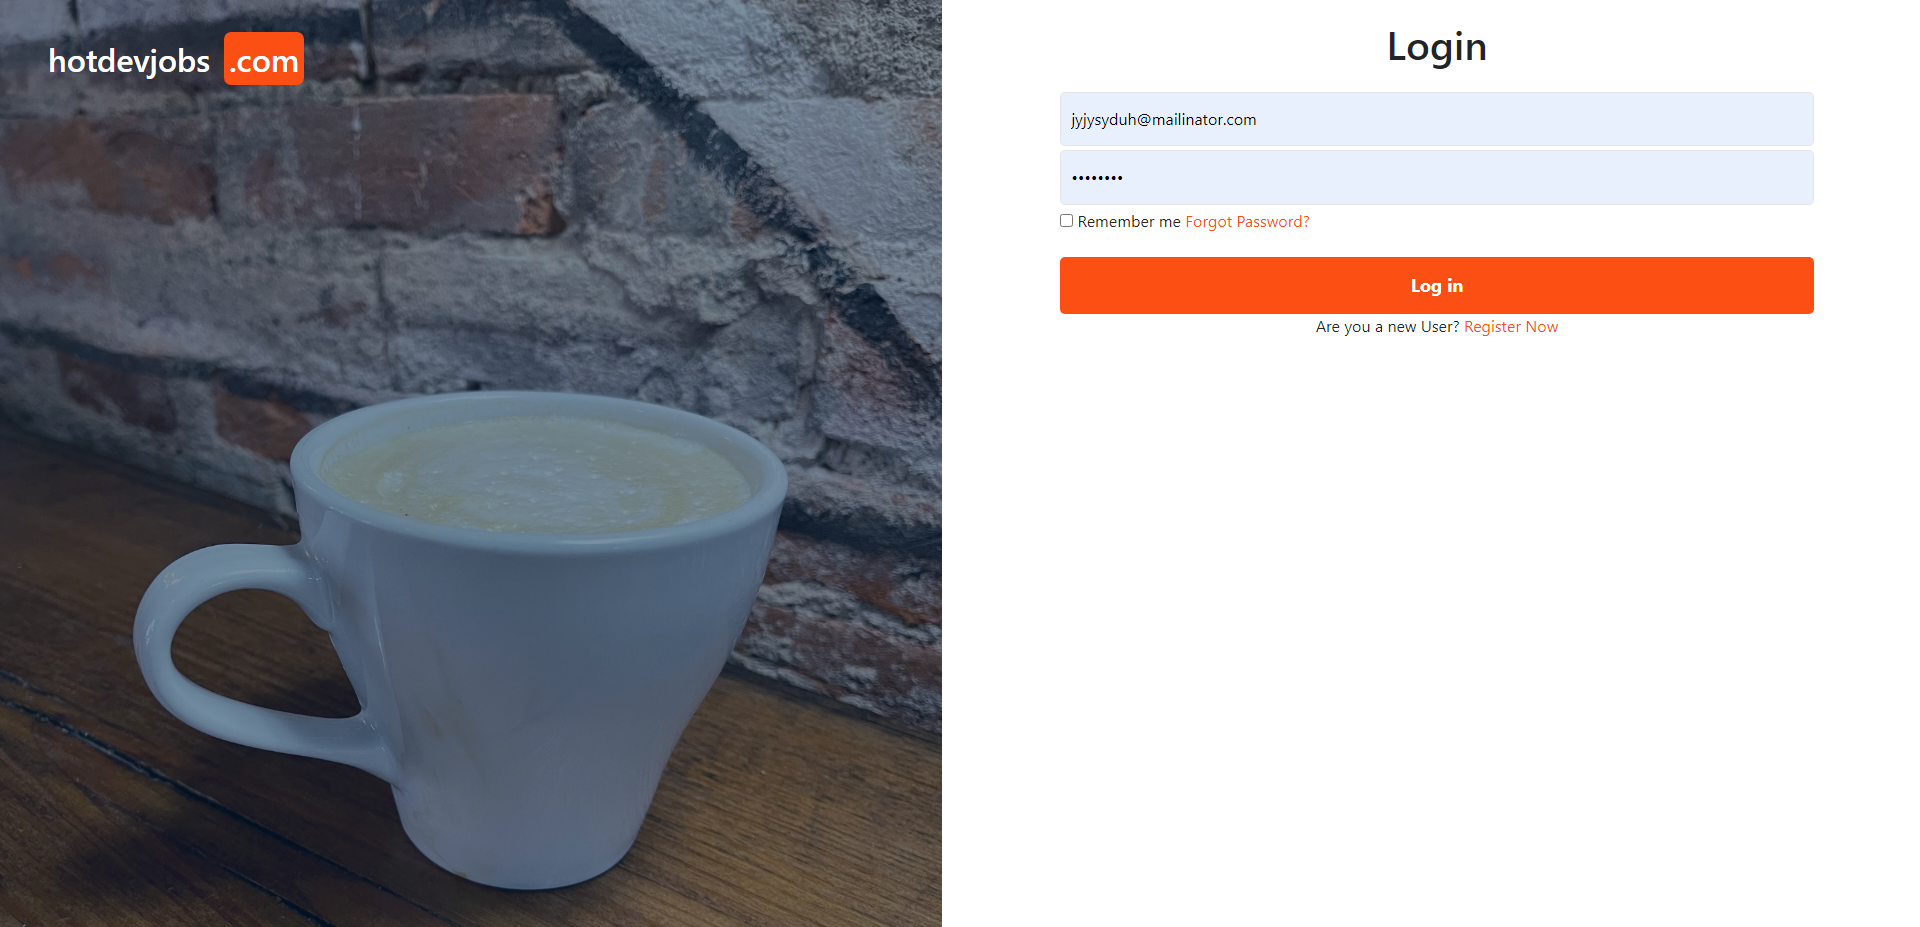 hotdevjobs .com
Login
jyjysyduh@mailinator.com
••••••••
Remember me Forgot Password?
Log in
Are you a new User? Register Now